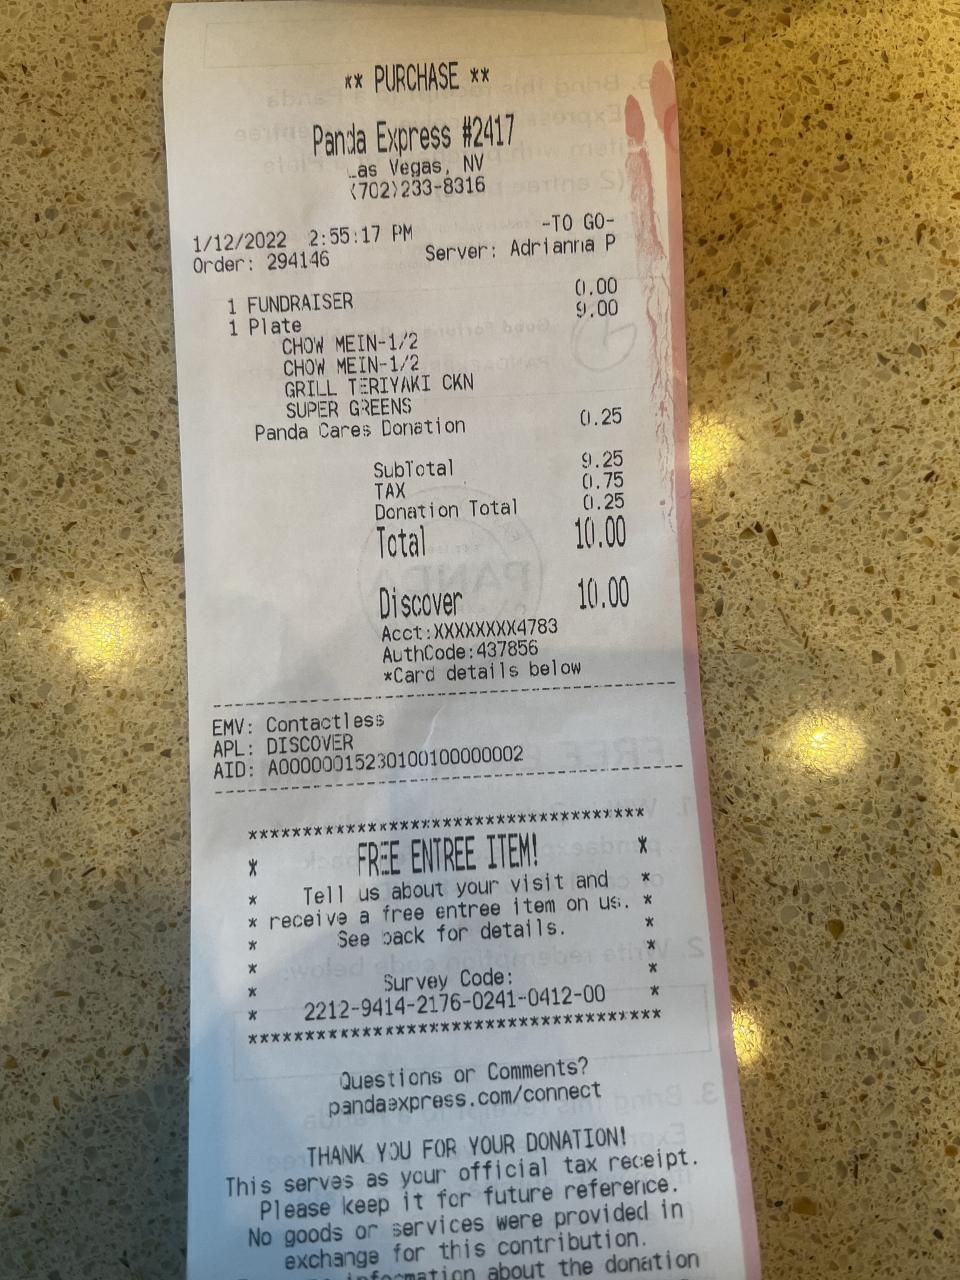 ** PURCHASE **
Panda Express #2417
Las Vegas, NV
(702)233-8316
-TO GO-
1/12/2022 2:55:17 PM
Order: 294146 Server: Adrianna P
1 FUNDRAISER 0.00
1 Plate 9.00
CHOW MEIN-1/2
CHOW MEIN-1/2
GRILL TERIYAKI CKN
SUPER GREENS
Panda Cares Donation 0.25
SubTotal 9.25
TAX 0.75
Donation Total 0.25
Total 10.00
Discover 10.00
Acct:XXXXXXXX4783
AuthCode:437856
*Card details below
--------------------------------------------
EMV: Contactless
APL: DISCOVER
AID: A0000001523010010000000002
--------------------------------------------
************************************
* FREE ENTREE ITEM! *
* Tell us about your visit and *
* receive a free entree item on us. *
* See back for details. *
* *
* Survey Code: *
* 2212-9414-2176-0241-0412-00 *
************************************
Questions or Comments?
pandaexpress.com/connect
THANK YOU FOR YOUR DONATION!
This serves as your official tax receipt.
Please keep it for future reference.
No goods or services were provided in
exchange for this contribution.
information about the donation